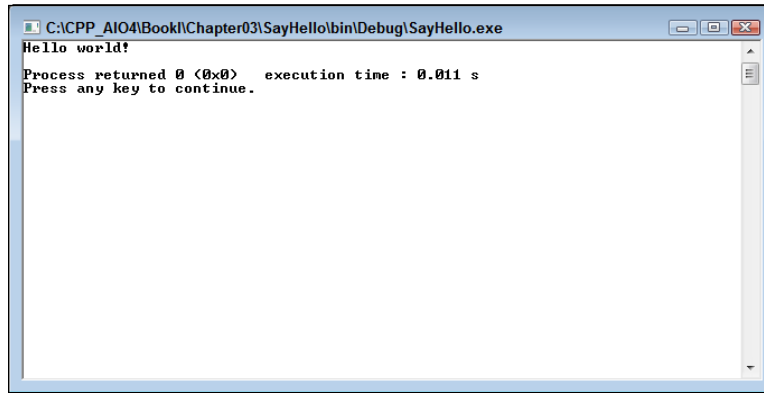 C:\CPP_AIO4\BookI\Chapter03\SayHello\bin\Debug\SayHello.exe
Hello world!
Process returned 0 (0x0)   execution time : 0.011 s
Press any key to continue.